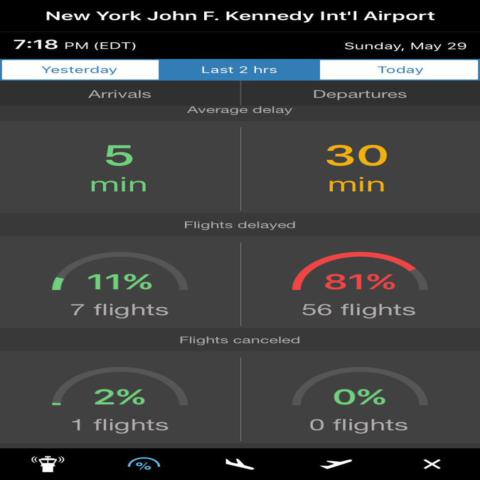 New York John F. Kennedy Int'l Airport
7:18 PM (EDT) Sunday, May 29
Yesterday Last 2 hrs Today
Arrivals Departures
Average delay
5 30
min min
Flights delayed
11% 81%
7 flights 56 flights
Flights canceled
2% 0%
1 flights 0 flights
%